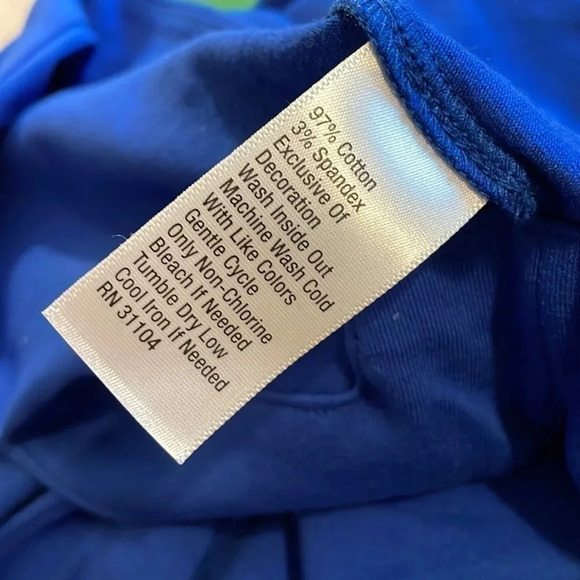 97% Cotton
3% Spandex
Exclusive Of
Decoration
Wash Inside Out
Machine Wash Cold
With Like Colors
Gentle Cycle
Only Non-Chlorine
Bleach If Needed
Tumble Dry Low
Cool Iron If Needed
RN 31104